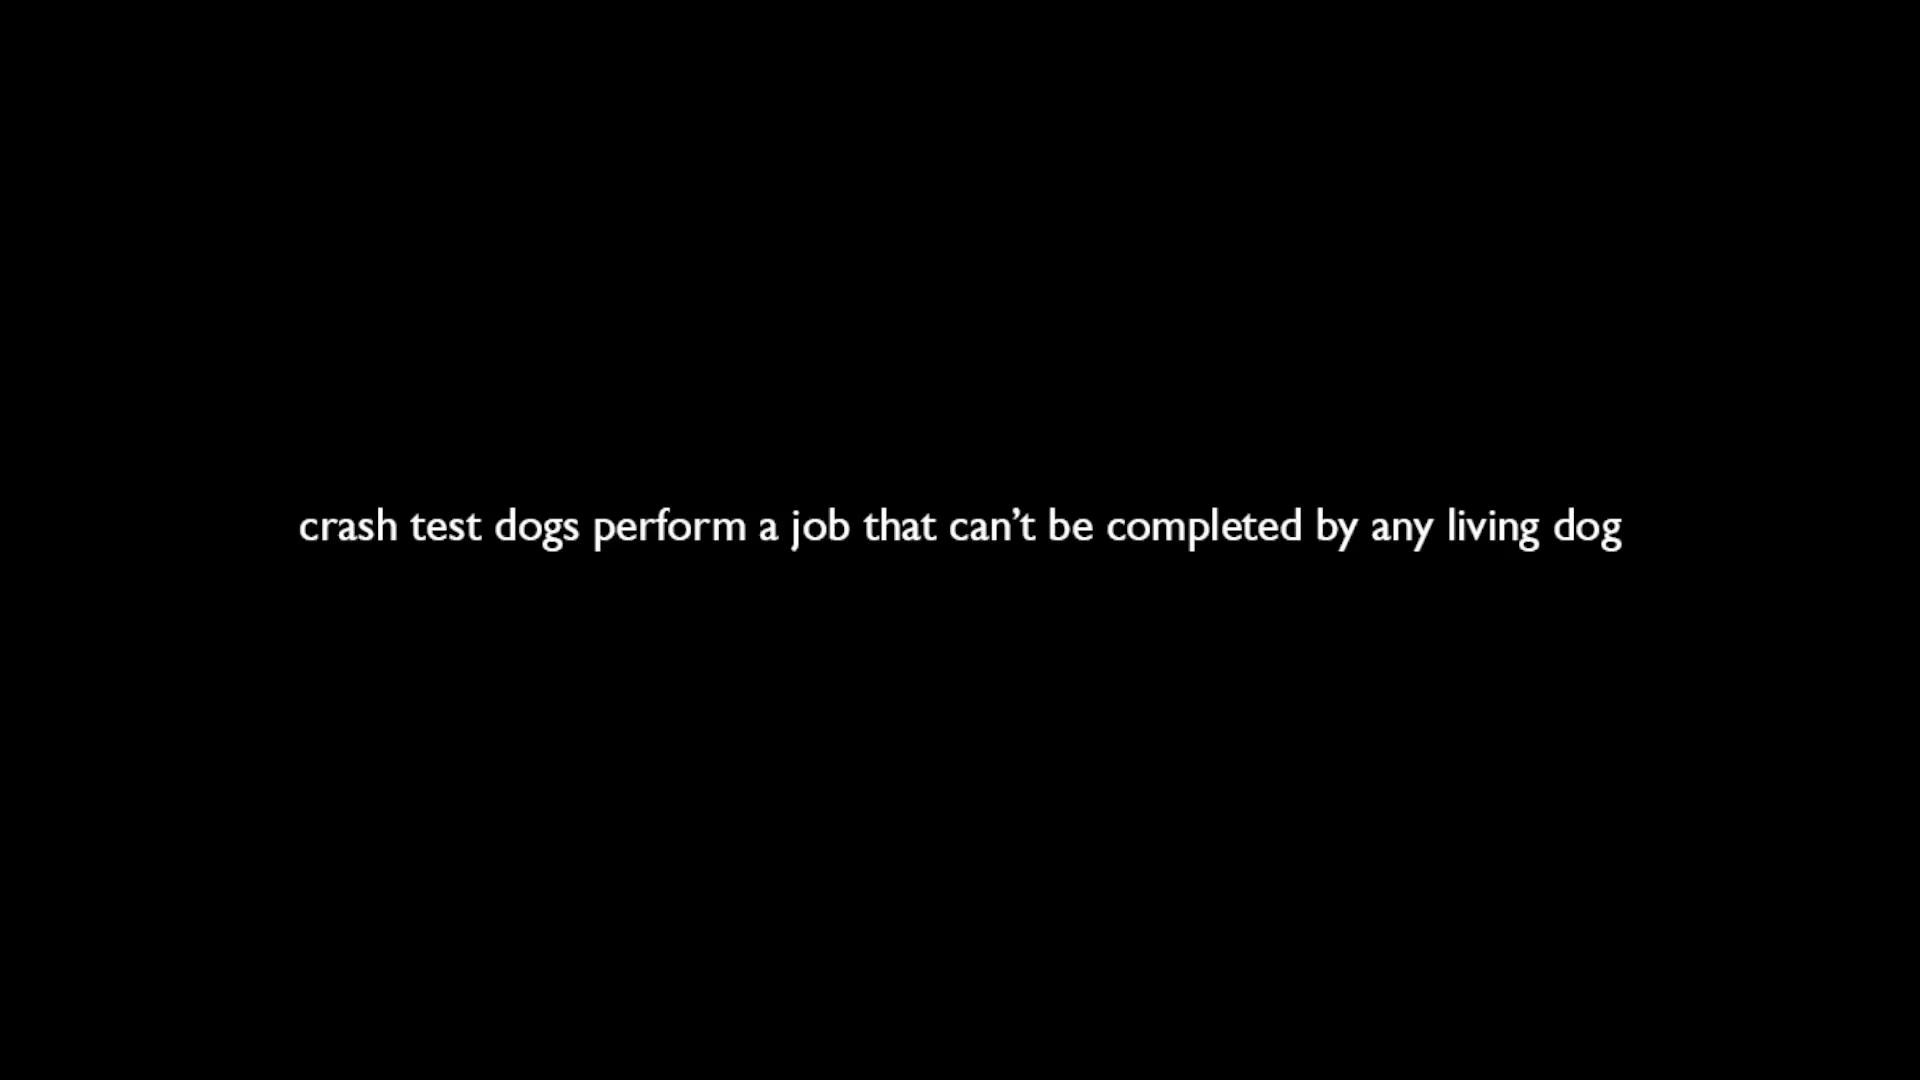 crash test dogs perform a job that can’t be completed by any living dog